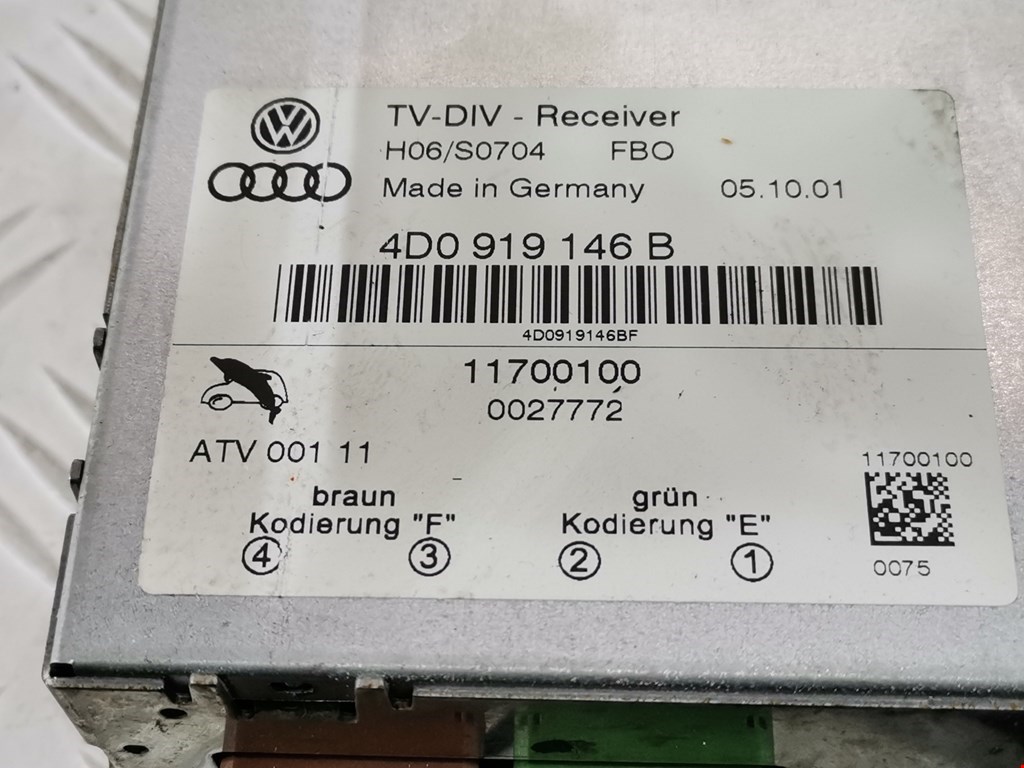 TV-DIV - Receiver
H06/S0704 FBO
Made in Germany 05.10.01
4D0 919 146 B
4D0919146BF
11700100
0027772
ATV 001 11
11700100
braun grün
Kodierung "F" Kodierung "E"
4 3 2 1
0075